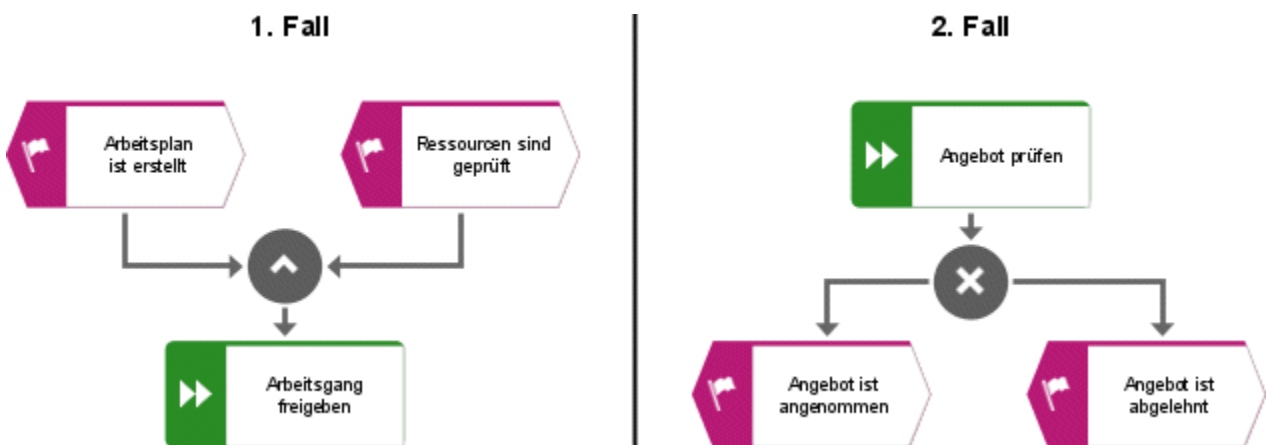 1. Fall
Arbeitsplan
ist erstellt
Ressourcen sind
geprüft
Arbeitsgang
freigeben
2. Fall
Angebot prüfen
Angebot ist
angenommen
Angebot ist
abgelehnt